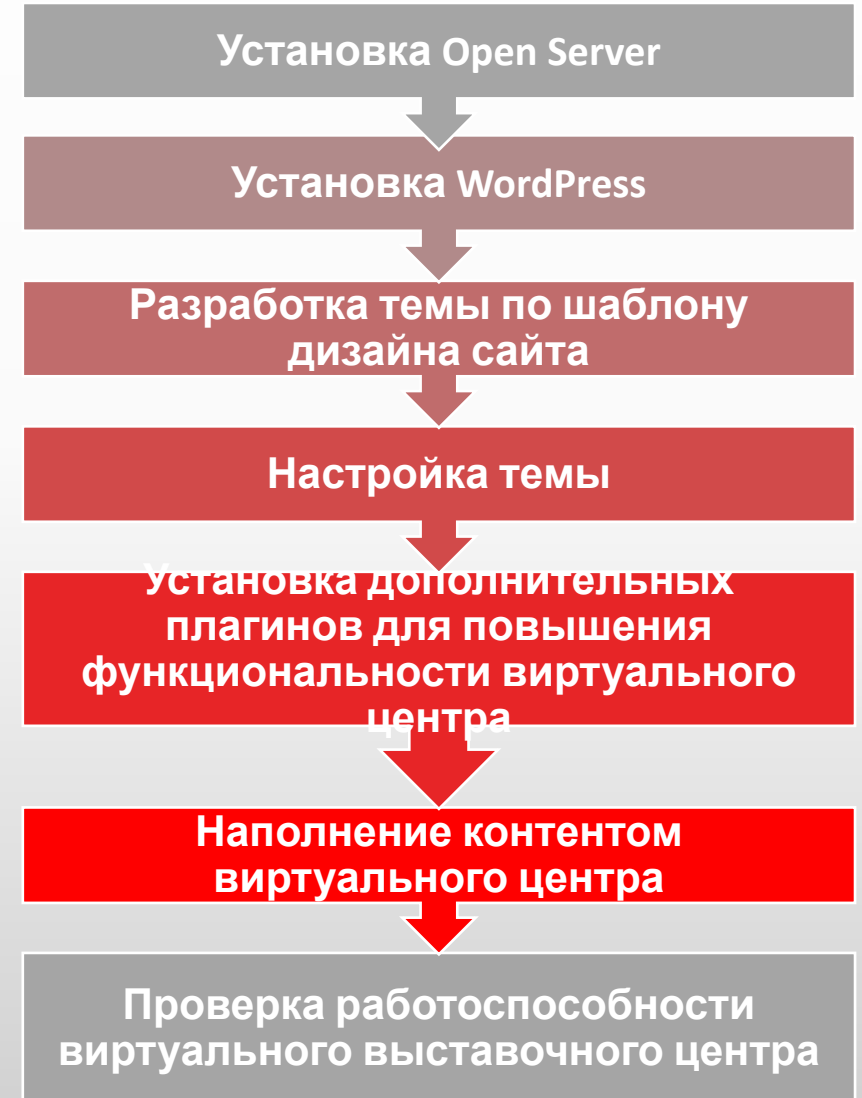 Установка Open Server
Установка WordPress
Разработка темы по шаблону
дизайна сайта
Настройка темы
Установка дополнительных
плагинов для повышения
функциональности виртуального
центра
Наполнение контентом
виртуального центра
Проверка работоспособности
виртуального выставочного центра